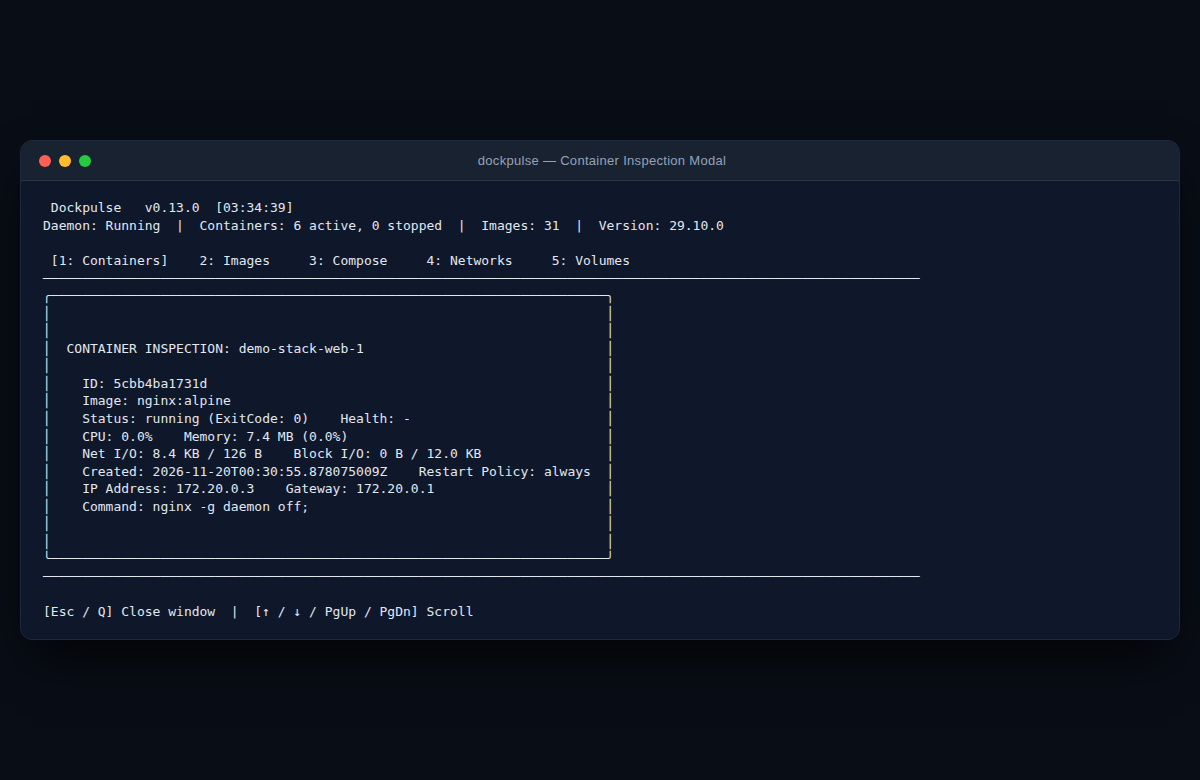 dockpulse — Container Inspection Modal
Dockpulse   v0.13.0  [03:34:39]
Daemon: Running  |  Containers: 6 active, 0 stopped  |  Images: 31  |  Version: 29.10.0
[1: Containers]    2: Images     3: Compose     4: Networks     5: Volumes
CONTAINER INSPECTION: demo-stack-web-1
ID: 5cbb4ba1731d
Image: nginx:alpine
Status: running (ExitCode: 0)    Health: -
CPU: 0.0%    Memory: 7.4 MB (0.0%)
Net I/O: 8.4 KB / 126 B    Block I/O: 0 B / 12.0 KB
Created: 2026-11-20T00:30:55.878075009Z    Restart Policy: always
IP Address: 172.20.0.3    Gateway: 172.20.0.1
Command: nginx -g daemon off;
[Esc / Q] Close window  |  [↑ / ↓ / PgUp / PgDn] Scroll